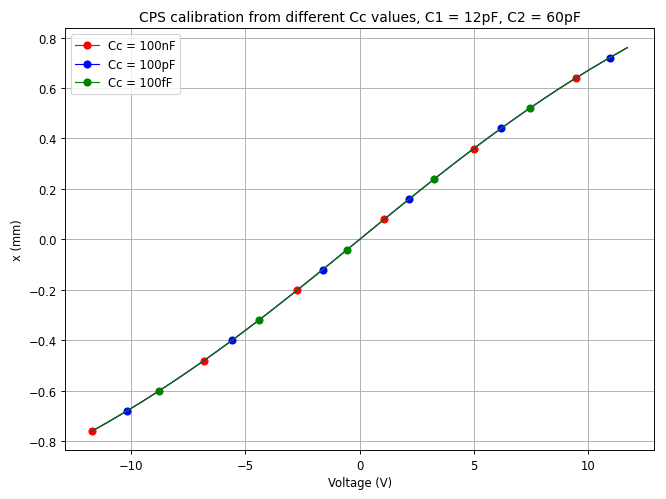 CPS calibration from different Cc values, C1 = 12pF, C2 = 60pF
Cc = 100nF
Cc = 100pF
Cc = 100fF
x (mm)
0.8
0.6
0.4
0.2
0.0
−0.2
−0.4
−0.6
−0.8
−10
−5
0
5
10
Voltage (V)